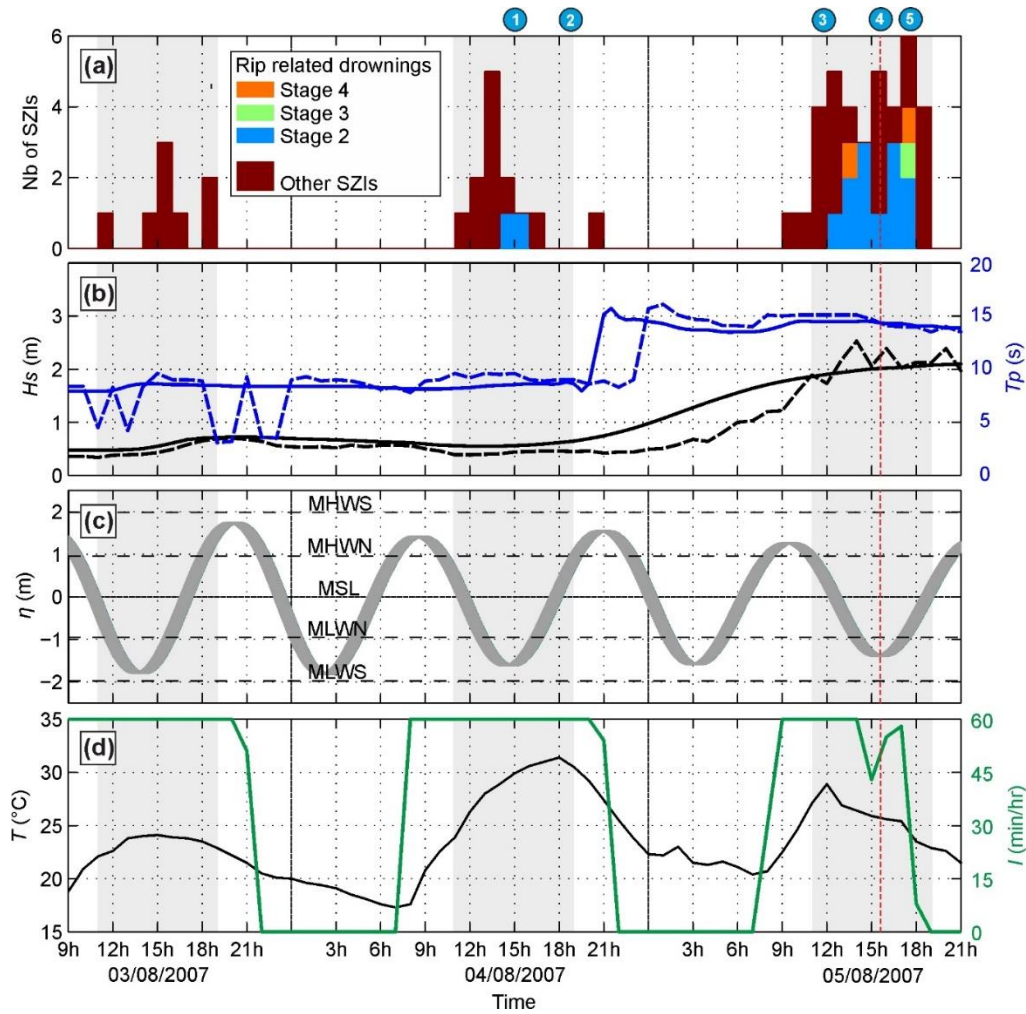 1 2 3 4 5
(a)
Nb of SZIs
9 6 4 2 0
Rip related drownings
Stage 4
Stage 3
Stage 2
Other SZIs
(b)
Hs (m)
3 2 1 0
Tp (s)
20 15 10 5 0
(c)
η (m)
2 1 0 −1 −2
MHWS
MHWN
MSL
MLWN
MLWS
(d)
T (°C)
35 30 25 20 15
I (min/hr)
60 45 30 15 0
9h 12h 15h 18h 21h 3h 6h 9h 12h 15h 18h 21h 3h 6h 9h 12h 15h 18h 21h
03/08/2007 04/08/2007 05/08/2007
Time